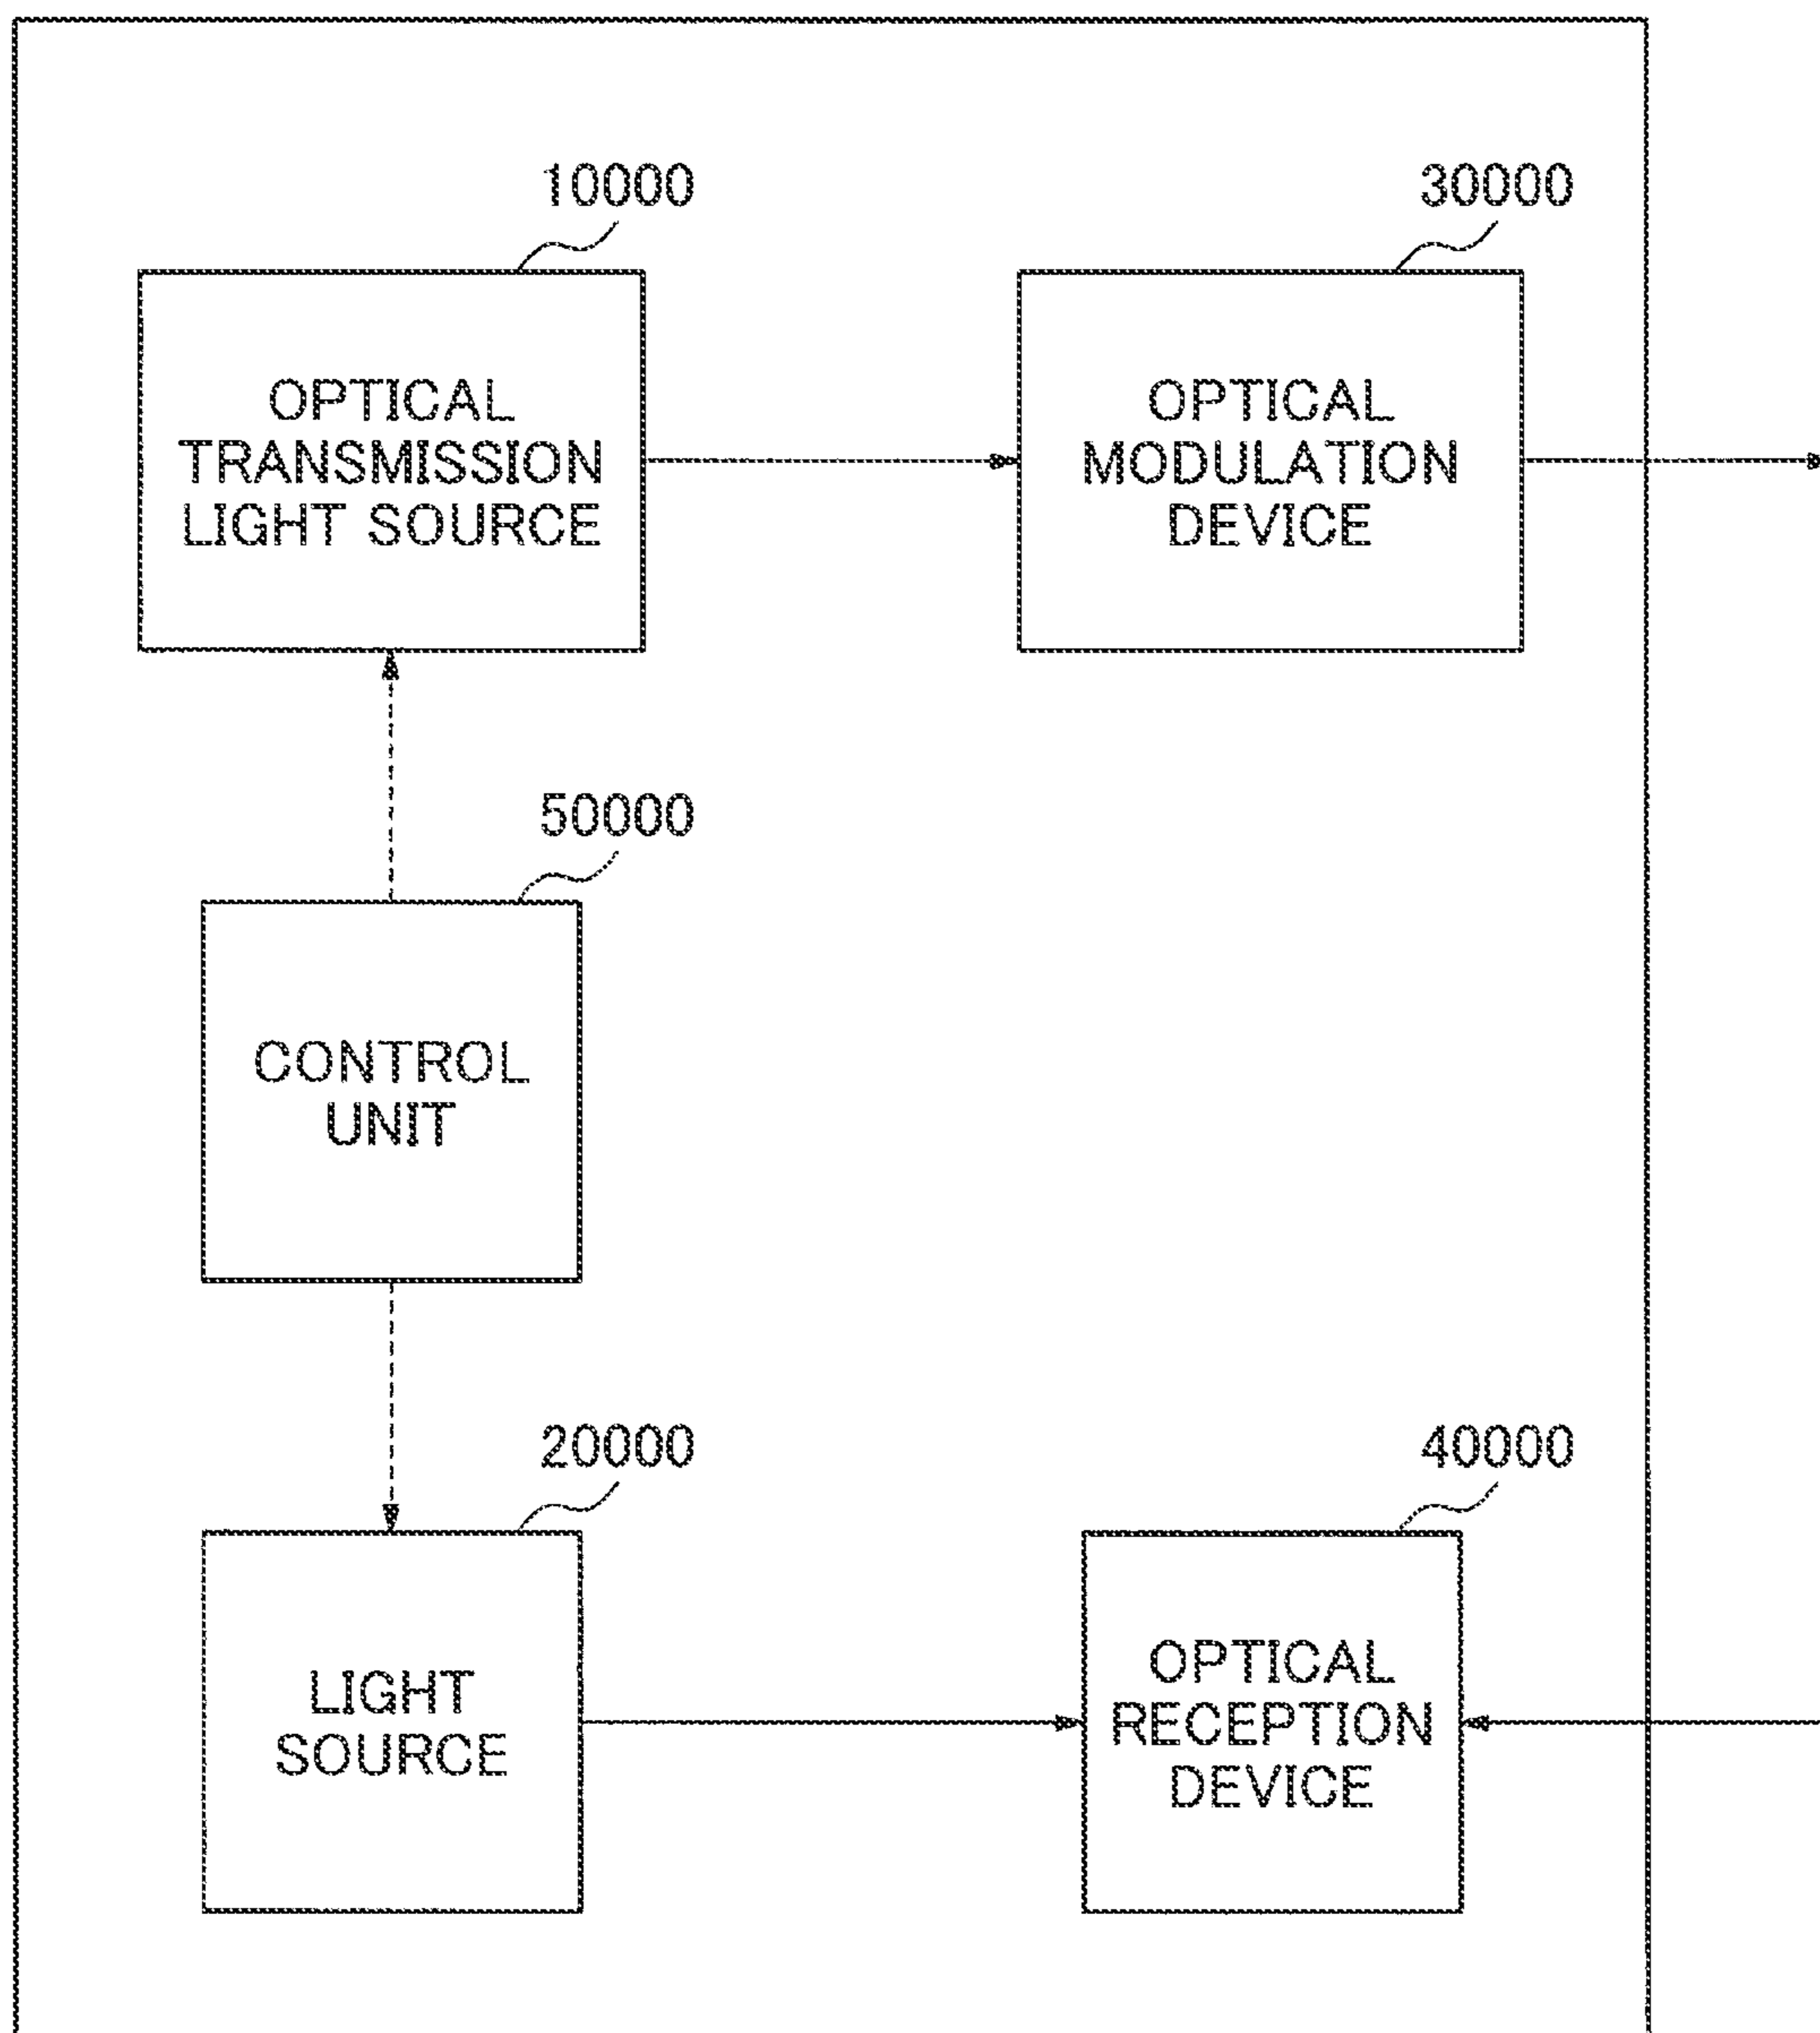 10000
30000
OPTICAL
TRANSMISSION
LIGHT SOURCE
OPTICAL
MODULATION
DEVICE
50000
CONTROL
UNIT
20000
40000
LIGHT
SOURCE
OPTICAL
RECEPTION
DEVICE